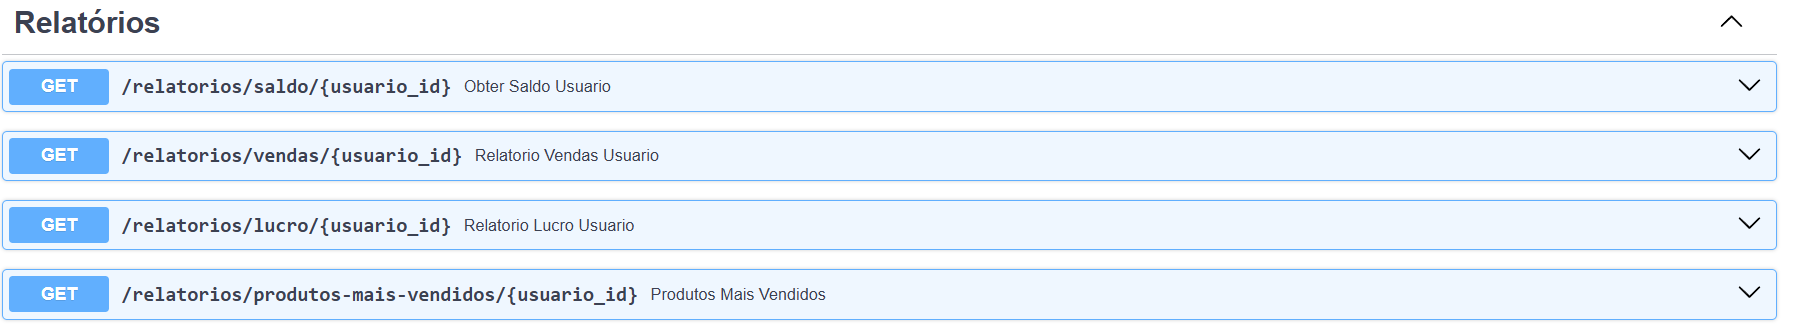 Relatórios
GET /relatorios/saldo/{usuario_id} Obter Saldo Usuario
GET /relatorios/vendas/{usuario_id} Relatorio Vendas Usuario
GET /relatorios/lucro/{usuario_id} Relatorio Lucro Usuario
GET /relatorios/produtos-mais-vendidos/{usuario_id} Produtos Mais Vendidos